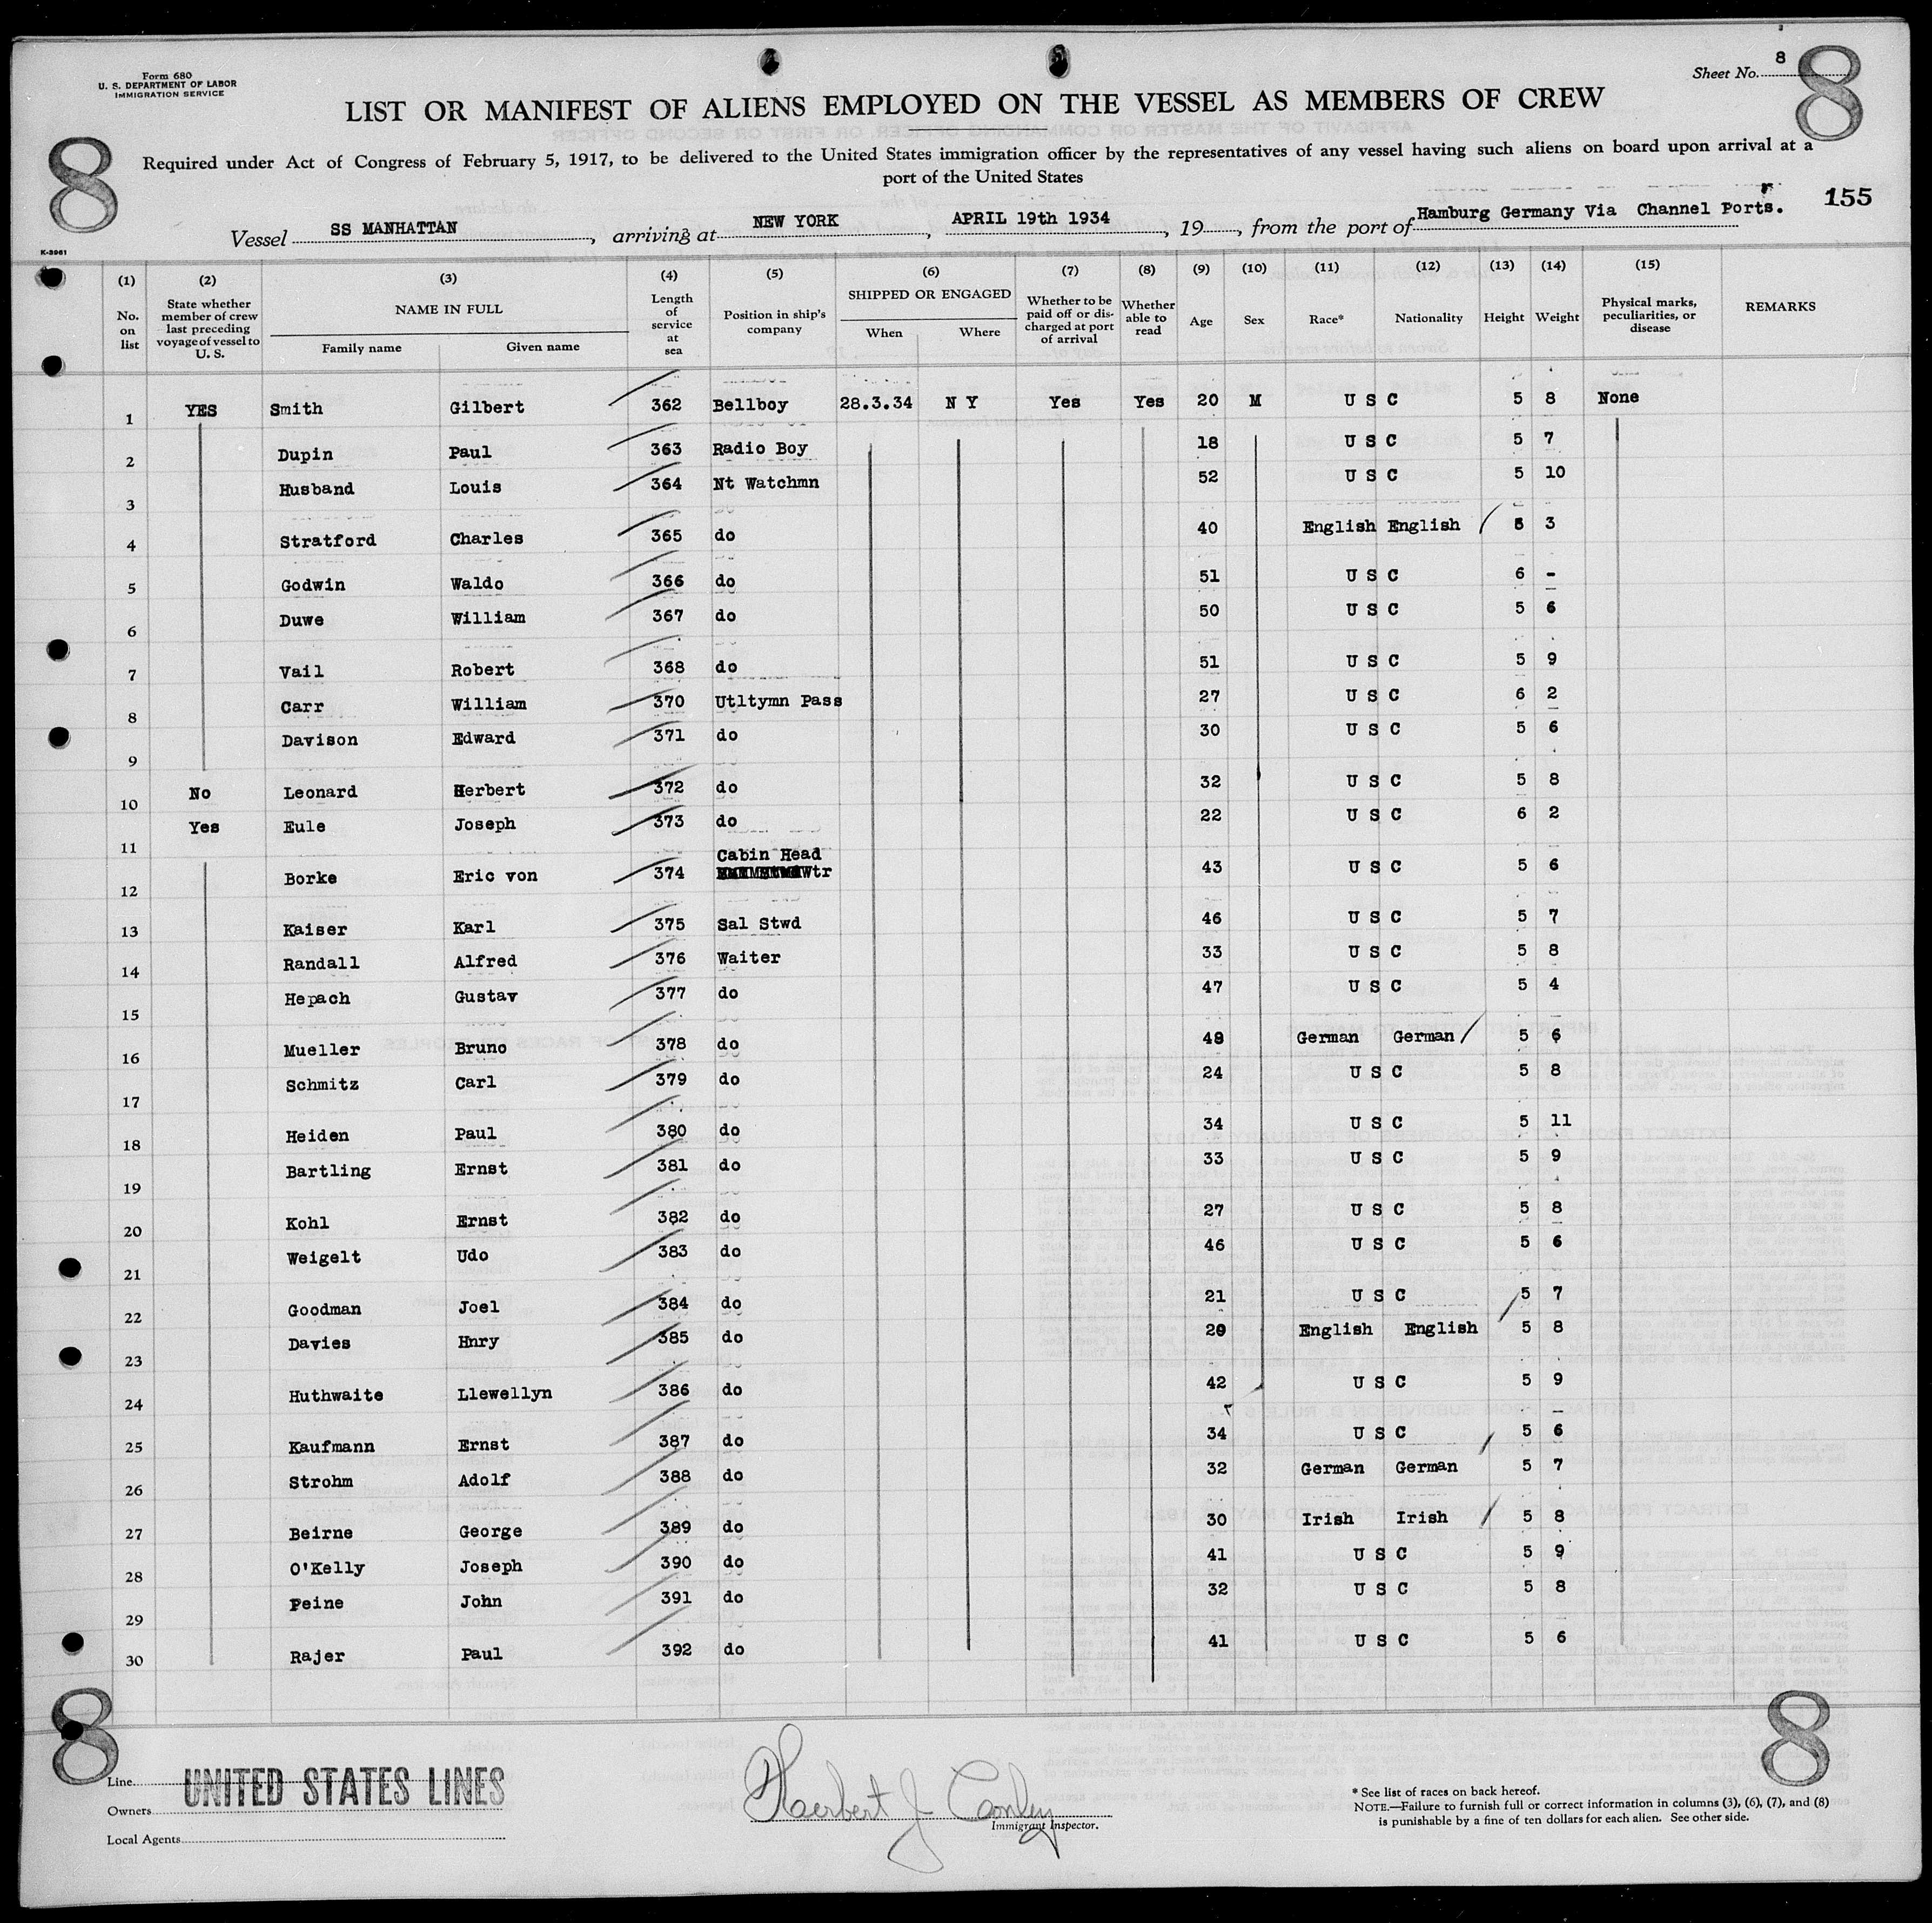 Form 680
U. S. DEPARTMENT OF LABOR
IMMIGRATION SERVICE
Sheet No. 8
8
8
LIST OR MANIFEST OF ALIENS EMPLOYED ON THE VESSEL AS MEMBERS OF CREW
Required under Act of Congress of February 5, 1917, to be delivered to the United States immigration officer by the representatives of any vessel having such aliens on board upon arrival at a
port of the United States
155
Vessel SS MANHATTAN, arriving at NEW YORK, APRIL 19th 1934, 19, from the port of Hamburg Germany Via Channel Ports.
K-3961
(1) (2) (3) (4) (5) (6) (7) (8) (9) (10) (11) (12) (13) (14) (15)
No. on list State whether member of crew last preceding voyage of vessel to U. S. NAME IN FULL Family name Given name Length of service at sea Position in ship's company SHIPPED OR ENGAGED When Where Whether to be paid off or discharged at port of arrival Whether able to read Age Sex Race* Nationality Height Weight Physical marks, peculiarities, or disease REMARKS
1 YES Smith Gilbert 362 Bellboy 28.3.34 N Y Yes Yes 20 M U S C 5 8 None
2 Dupin Paul 363 Radio Boy 18 U S C 5 7
3 Husband Louis 364 Nt Watchmn 52 U S C 5 10
4 Stratford Charles 365 do 40 English English 3
5 Godwin Waldo 366 do 51 U S C 6 -
6 Duwe William 367 do 50 U S C 5 6
7 Vail Robert 368 do 51 U S C 5 9
8 Carr William 370 Utltymn Pass 27 U S C 6 2
9 Davison Edward 371 do 30 U S C 5 6
10 No Leonard Herbert 372 do 32 U S C 5 8
11 Yes Eule Joseph 373 do 22 U S C 6 2
12 Borke Eric von 374 Cabin Head Wtr 43 U S C 5 6
13 Kaiser Karl 375 Sal Stwd 46 U S C 5 7
14 Randall Alfred 376 Waiter 33 U S C 5 8
15 Hepach Gustav 377 do 47 U S C 5 4
16 Mueller Bruno 378 do 48 German German 5 6
17 Schmitz Carl 379 do 24 U S C 5 8
18 Heiden Paul 380 do 34 U S C 5 11
19 Bartling Ernst 381 do 33 U S C 5 9
20 Kohl Ernst 382 do 27 U S C 5 8
21 Weigelt Udo 383 do 46 U S C 5 6
22 Goodman Joel 384 do 21 U S C 5 7
23 Davies Hnry 385 do 29 English English 5 8
24 Huthwaite Llewellyn 386 do 42 U S C 5 9
25 Kaufmann Ernst 387 do 34 U S C 5 6
26 Strohm Adolf 388 do 32 German German 5 7
27 Beirne George 389 do 30 Irish Irish 5 8
28 O'Kelly Joseph 390 do 41 U S C 5 9
29 Peine John 391 do 32 U S C 5 8
30 Rajer Paul 392 do 41 U S C 5 6
8
8
Line UNITED STATES LINES
Owners
Local Agents
Herbert J Conley
Immigrant Inspector.
* See list of races on back hereof.
NOTE.—Failure to furnish full or correct information in columns (3), (6), (7), and (8)
is punishable by a fine of ten dollars for each alien. See other side.